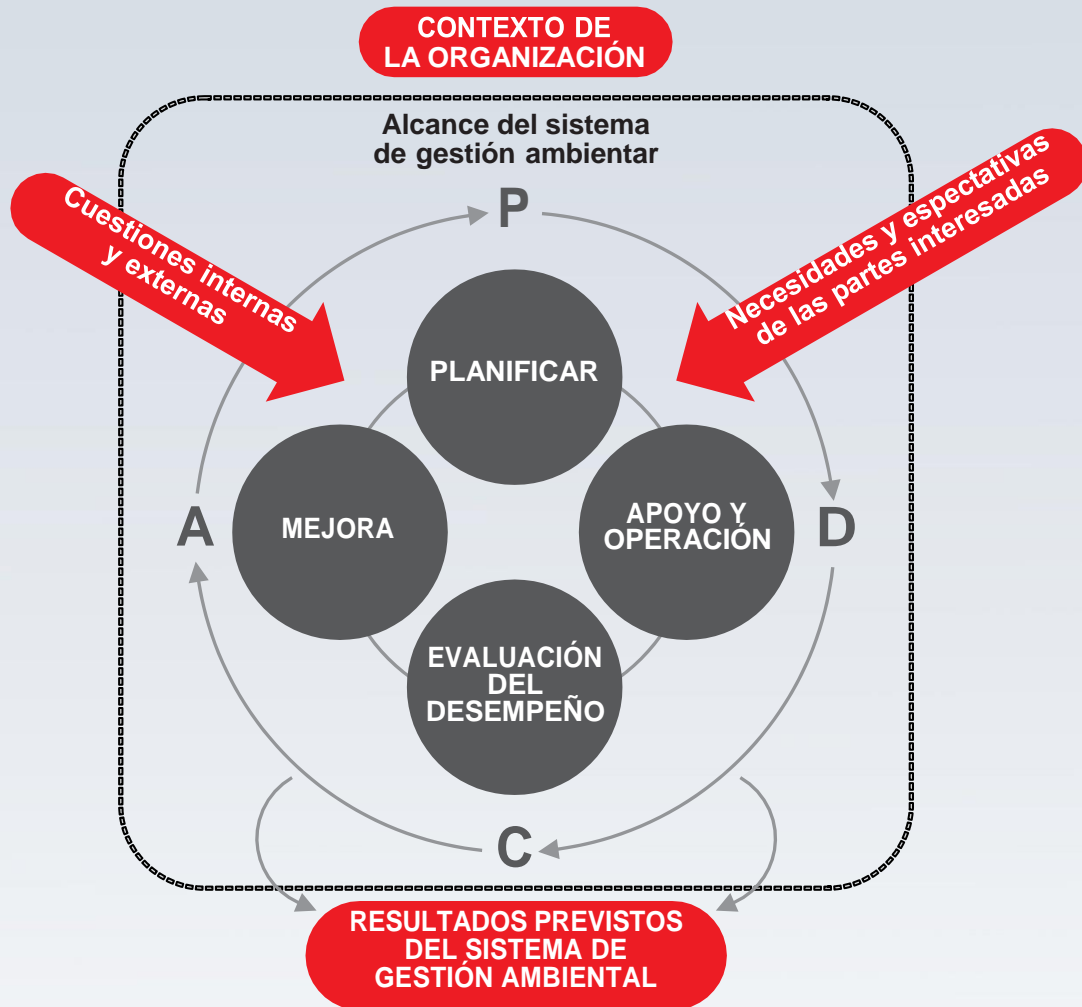 CONTEXTO DE
LA ORGANIZACIÓN
Alcance del sistema
de gestión ambientar
P
Cuestiones internas
y externas
Necesidades y espectativas
de las partes interesadas
PLANIFICAR
A
MEJORA
APOYO Y
OPERACIÓN
D
EVALUACIÓN
DEL
DESEMPEÑO
C
RESULTADOS PREVISTOS
DEL SISTEMA DE
GESTIÓN AMBIENTAL